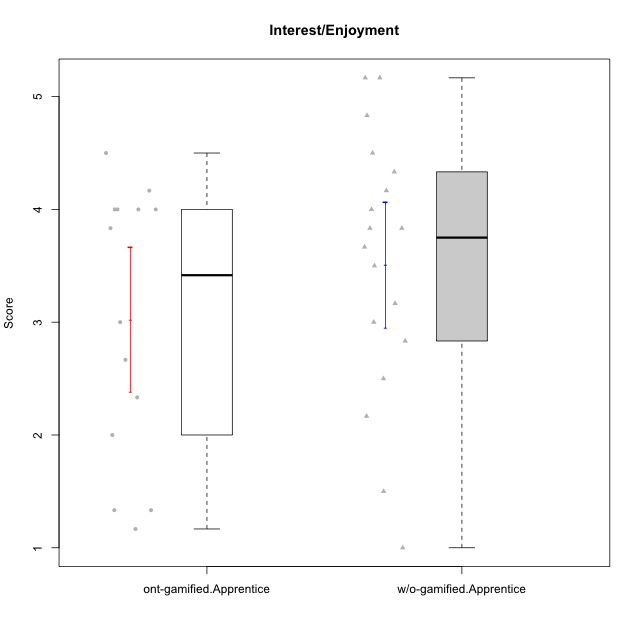 Interest/Enjoyment
Score
5
4
3
2
1
ont-gamified.Apprentice
w/o-gamified.Apprentice